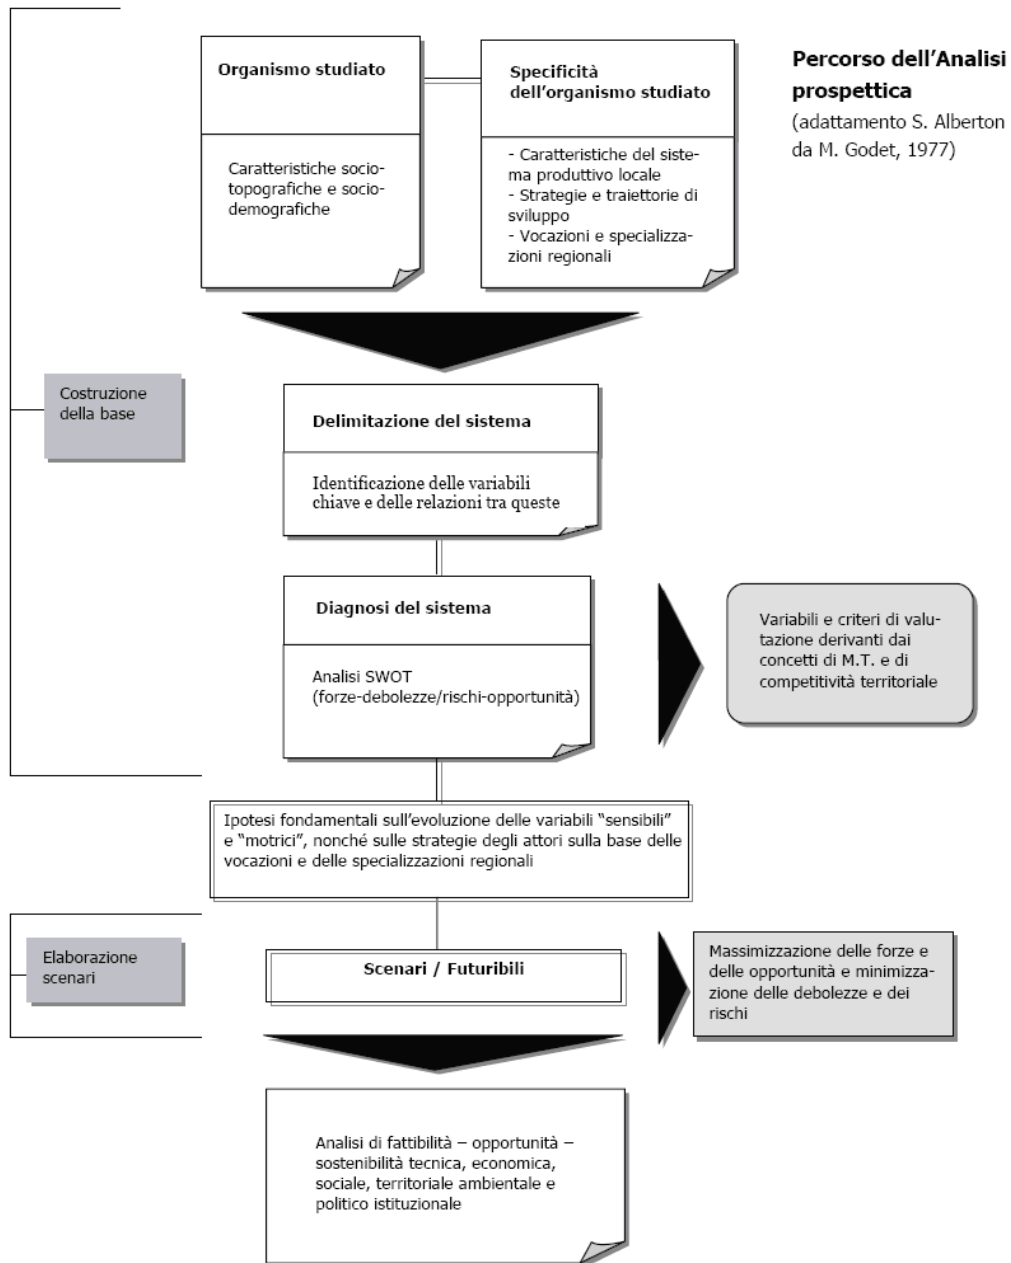 Organismo studiato
Caratteristiche socio-
topografiche e socio-
demografiche
Specificità
dell'organismo studiato
- Caratteristiche del siste-
ma produttivo locale
- Strategie e traiettorie di
sviluppo
- Vocazioni e specializza-
zioni regionali
Percorso dell'Analisi
prospettica
(adattamento S. Alberton
da M. Godet, 1977)
Costruzione
della base
Delimitazione del sistema
Identificazione delle variabili
chiave e delle relazioni tra queste
Diagnosi del sistema
Analisi SWOT
(forze-debolezze/rischi-opportunità)
Variabili e criteri di valu-
tazione derivanti dai
concetti di M.T. e di
competitività territoriale
Ipotesi fondamentali sull'evoluzione delle variabili “sensibili”
e “motrici”, nonché sulle strategie degli attori sulla base delle
vocazioni e delle specializzazioni regionali
Elaborazione
scenari
Scenari / Futuribili
Massimizzazione delle forze e
delle opportunità e minimizza-
zione delle debolezze e dei
rischi
Analisi di fattibilità – opportunità –
sostenibilità tecnica, economica,
sociale, territoriale ambientale e
politico istituzionale